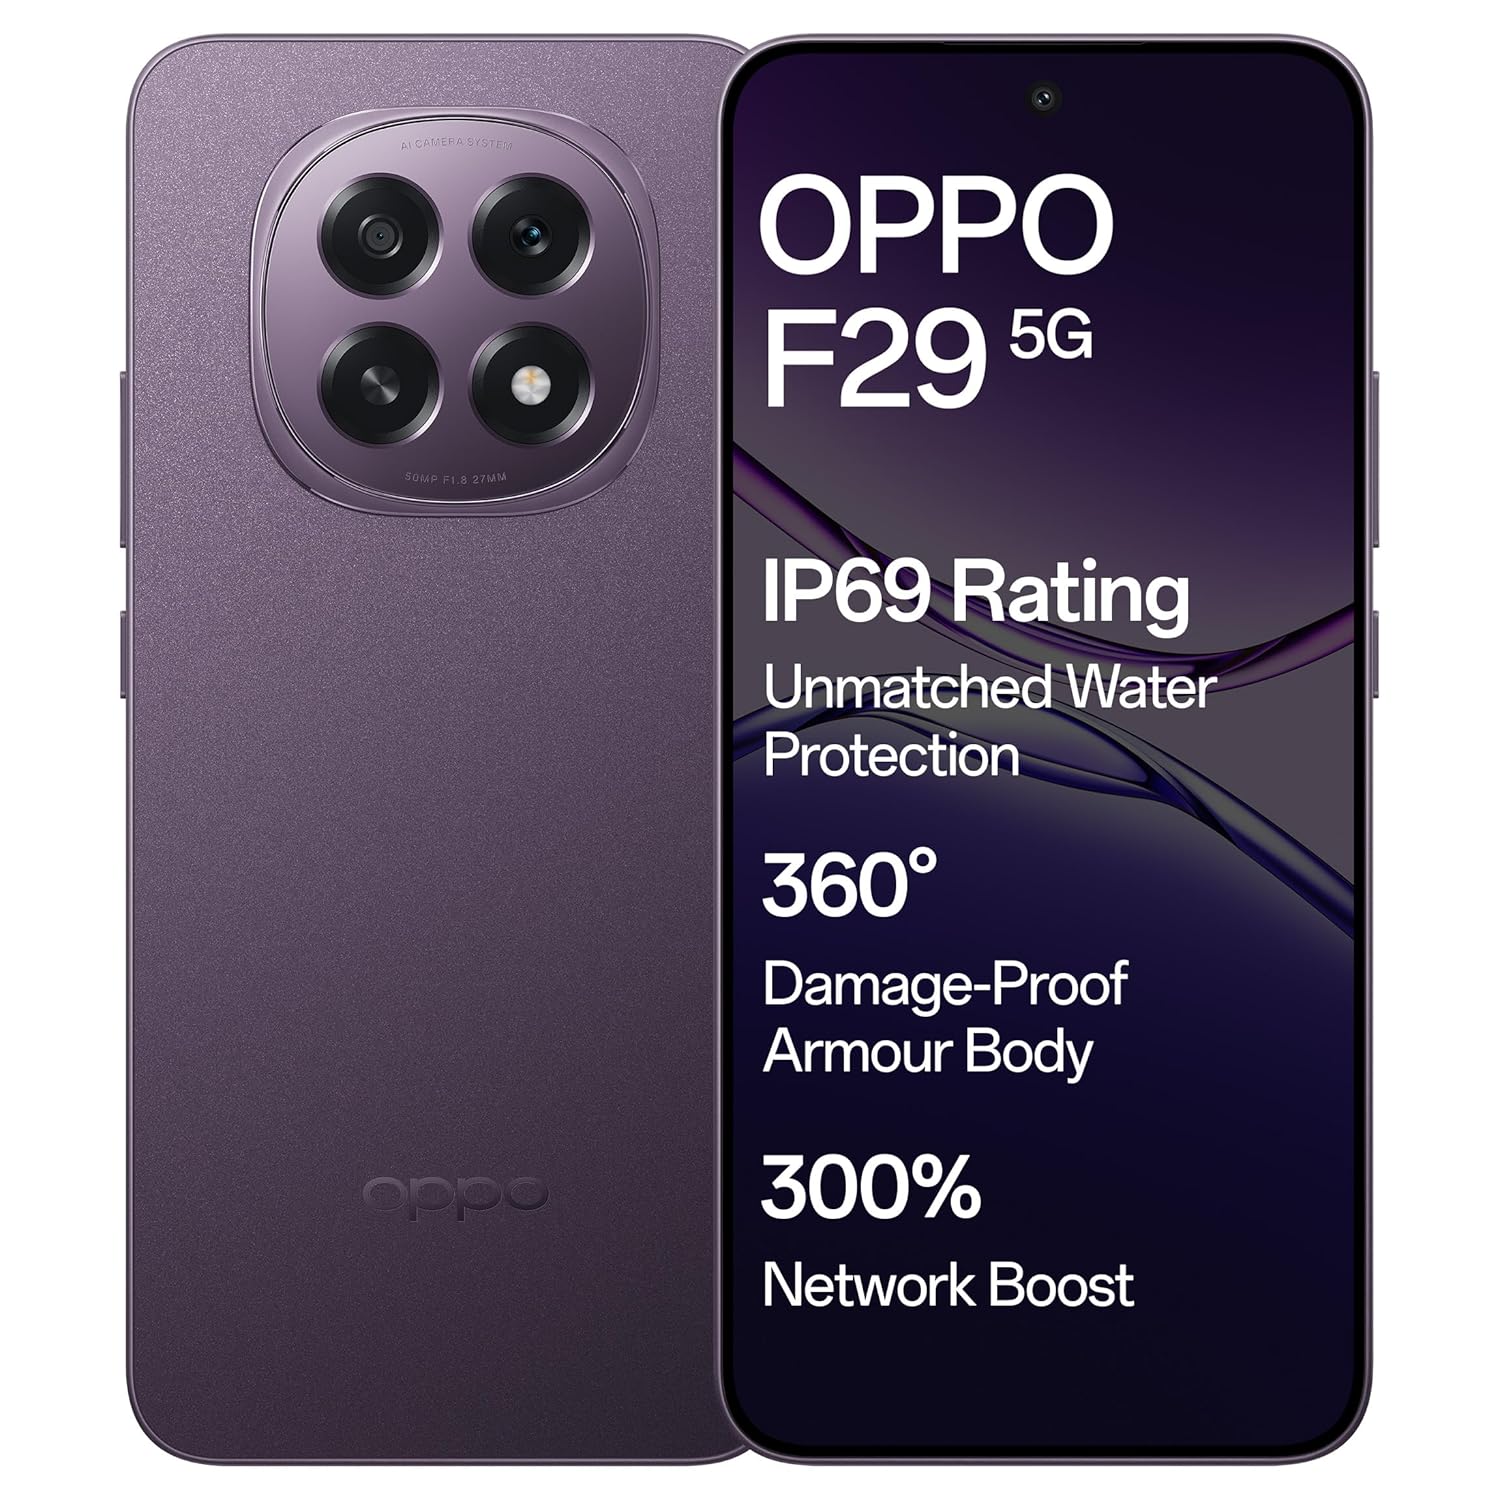 AI CAMERA SYSTEM
50MP F1.8 27MM
oppo
OPPO
F29 5G
IP69 Rating
Unmatched Water
Protection
360°
Damage-Proof
Armour Body
300%
Network Boost